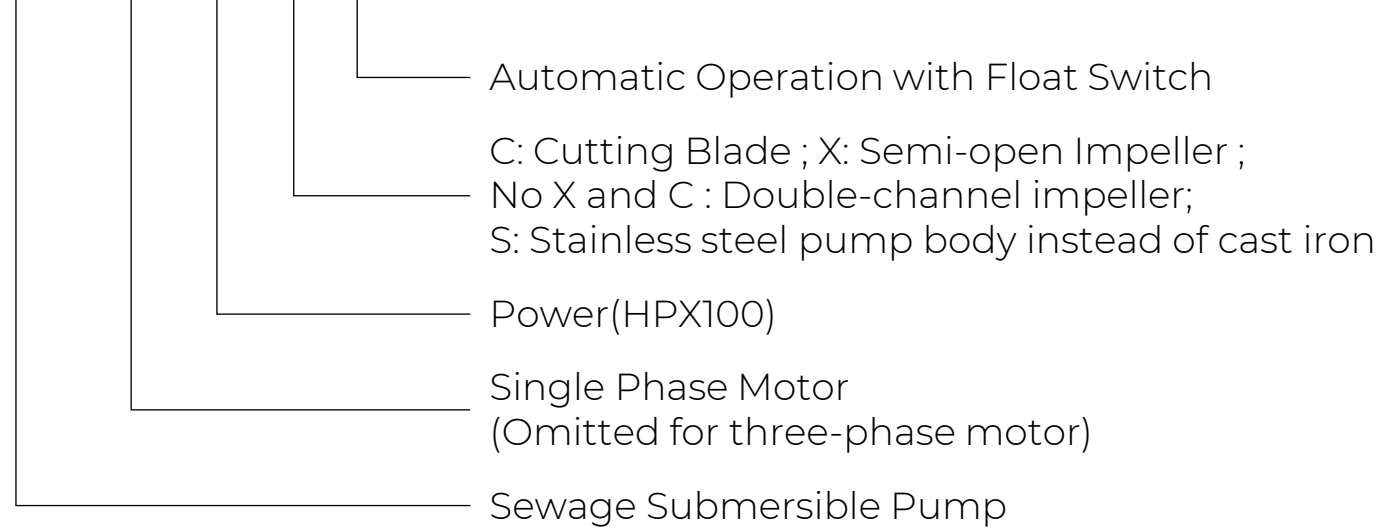 Automatic Operation with Float Switch
C: Cutting Blade ; X: Semi-open Impeller ;
No X and C : Double-channel impeller;
S: Stainless steel pump body instead of cast iron
Power(HPX100)
Single Phase Motor
(Omitted for three-phase motor)
Sewage Submersible Pump